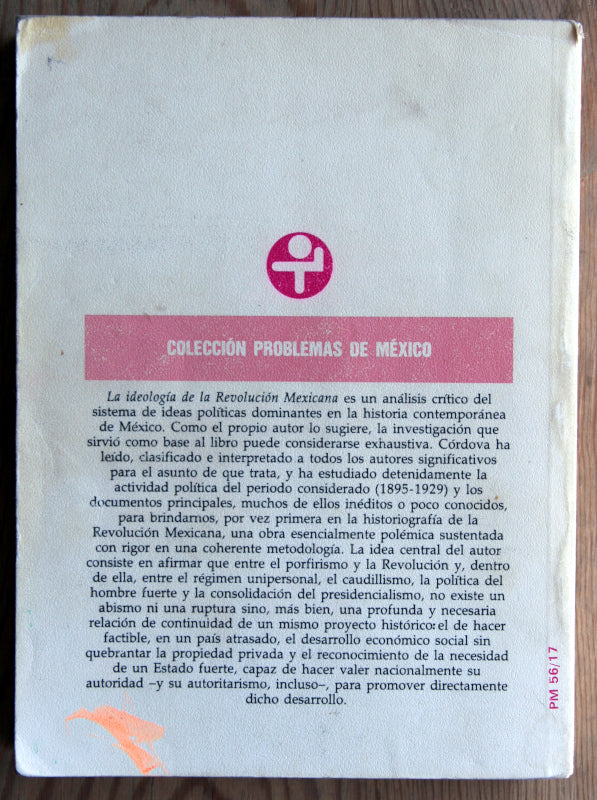 COLECCIÓN PROBLEMAS DE MÉXICO
La ideología de la Revolución Mexicana es un análisis crítico del
sistema de ideas políticas dominantes en la historia contemporánea
de México. Como el propio autor lo sugiere, la investigación que
sirvió como base al libro puede considerarse exhaustiva. Córdova ha
leído, clasificado e interpretado a todos los autores significativos
para el asunto de que trata, y ha estudiado detenidamente la
actividad política del periodo considerado (1895-1929) y los
documentos principales, muchos de ellos inéditos o poco conocidos,
para brindarnos, por vez primera en la historiografía de la
Revolución Mexicana, una obra esencialmente polémica sustentada
con rigor en una coherente metodología. La idea central del autor
consiste en afirmar que entre el porfirismo y la Revolución y, dentro
de ella, entre el régimen unipersonal, el caudillismo, la política del
hombre fuerte y la consolidación del presidencialismo, no existe un
abismo ni una ruptura sino, más bien, una profunda y necesaria
relación de continuidad de un mismo proyecto histórico: el de hacer
factible, en un país atrasado, el desarrollo económico social sin
quebrantar la propiedad privada y el reconocimiento de la necesidad
de un Estado fuerte, capaz de hacer valer nacionalmente su
autoridad –y su autoritarismo, incluso–, para promover directamente
dicho desarrollo.
PM 56/17